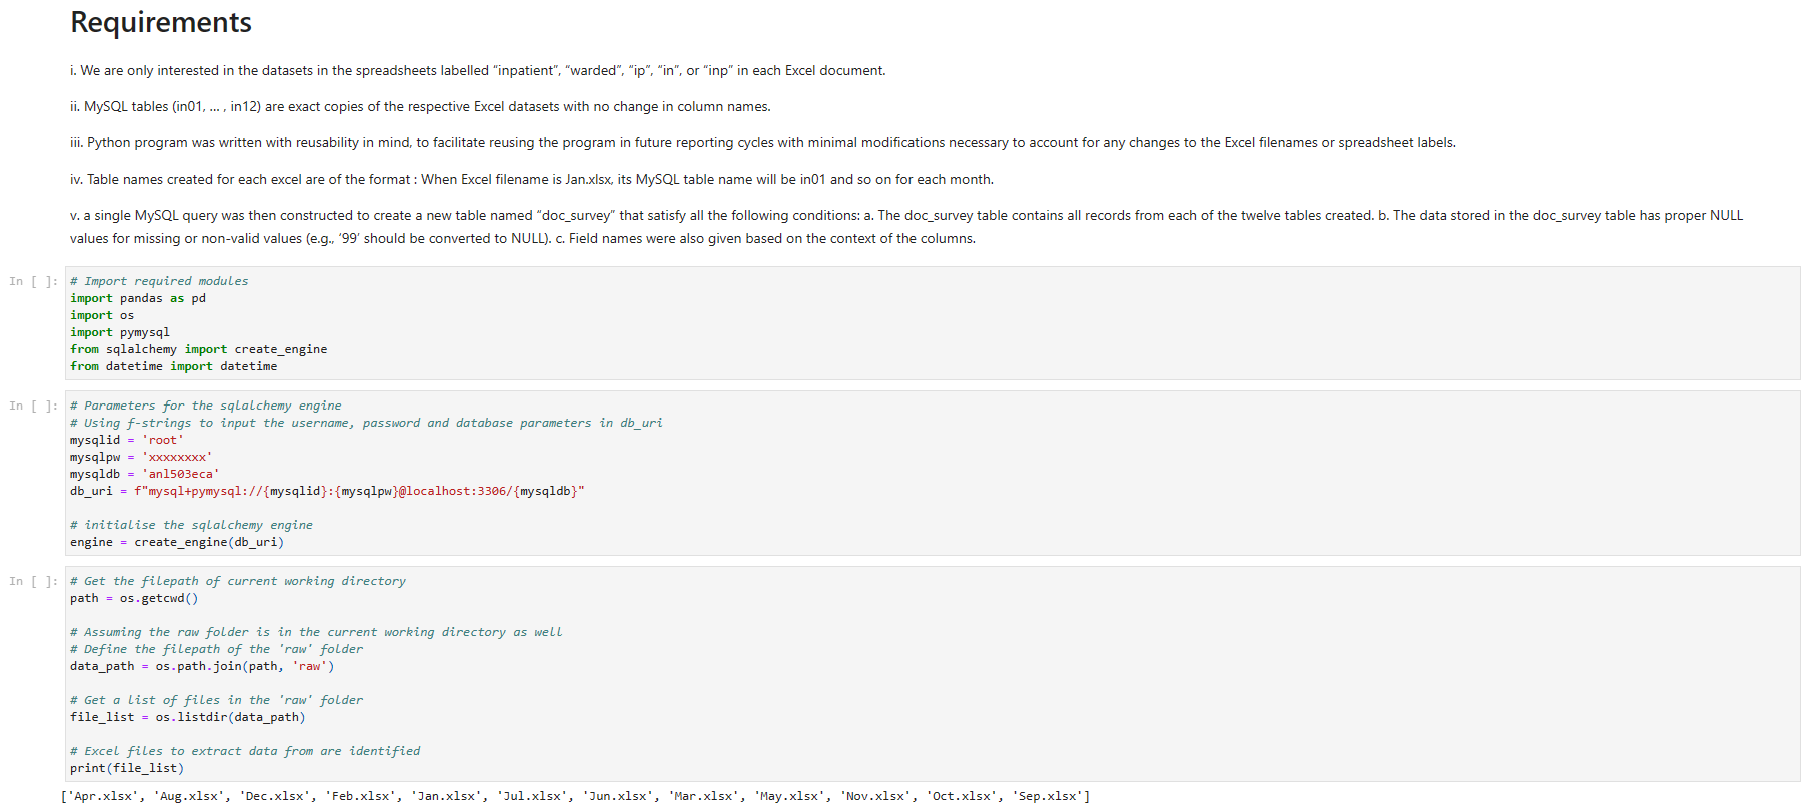 Requirements
i. We are only interested in the datasets in the spreadsheets labelled “inpatient”, “warded”, “ip”, “in”, or “inp” in each Excel document.
ii. MySQL tables (in01, ... , in12) are exact copies of the respective Excel datasets with no change in column names.
iii. Python program was written with reusability in mind, to facilitate reusing the program in future reporting cycles with minimal modifications necessary to account for any changes to the Excel filenames or spreadsheet labels.
iv. Table names created for each excel are of the format : When Excel filename is Jan.xlsx, its MySQL table name will be in01 and so on for each month.
v. a single MySQL query was then constructed to create a new table named “doc_survey” that satisfy all the following conditions: a. The doc_survey table contains all records from each of the twelve tables created. b. The data stored in the doc_survey table has proper NULL
values for missing or non-valid values (e.g., ‘99’ should be converted to NULL). c. Field names were also given based on the context of the columns.
In [ ]: # Import required modules
import pandas as pd
import os
import pymysql
from sqlalchemy import create_engine
from datetime import datetime
In [ ]: # Parameters for the sqlalchemy engine
# Using f-strings to input the username, password and database parameters in db_uri
mysqlid = 'root'
mysqlpw = 'xxxxxxxx'
mysqldb = 'anl503eca'
db_uri = f"mysql+pymysql://{mysqlid}:{mysqlpw}@localhost:3306/{mysqldb}"
# initialise the sqlalchemy engine
engine = create_engine(db_uri)
In [ ]: # Get the filepath of current working directory
path = os.getcwd()
# Assuming the raw folder is in the current working directory as well
# Define the filepath of the 'raw' folder
data_path = os.path.join(path, 'raw')
# Get a list of files in the 'raw' folder
file_list = os.listdir(data_path)
# Excel files to extract data from are identified
print(file_list)
['Apr.xlsx', 'Aug.xlsx', 'Dec.xlsx', 'Feb.xlsx', 'Jan.xlsx', 'Jul.xlsx', 'Jun.xlsx', 'Mar.xlsx', 'May.xlsx', 'Nov.xlsx', 'Oct.xlsx', 'Sep.xlsx']